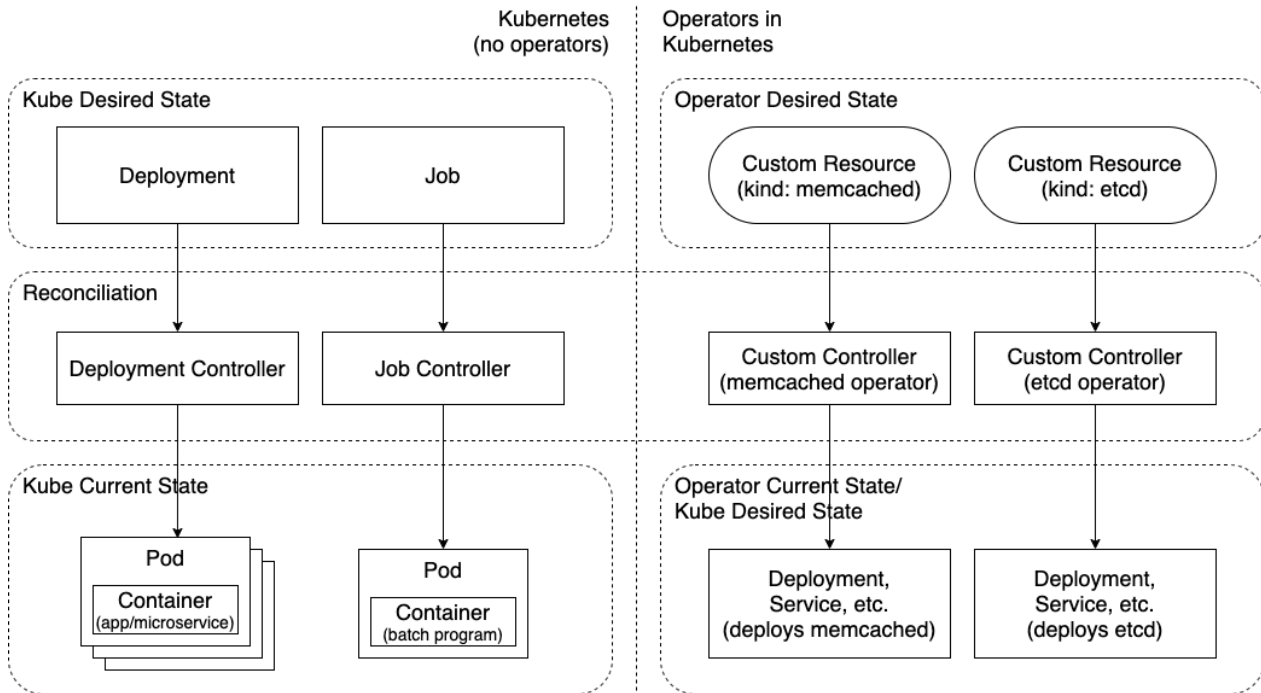 Kubernetes
(no operators)
Operators in
Kubernetes
Kube Desired State
Deployment
Job
Operator Desired State
Custom Resource
(kind: memcached)
Custom Resource
(kind: etcd)
Reconciliation
Deployment Controller
Job Controller
Custom Controller
(memcached operator)
Custom Controller
(etcd operator)
Kube Current State
Pod
Container
(app/microservice)
Pod
Container
(batch program)
Operator Current State/
Kube Desired State
Deployment,
Service, etc.
(deploys memcached)
Deployment,
Service, etc.
(deploys etcd)